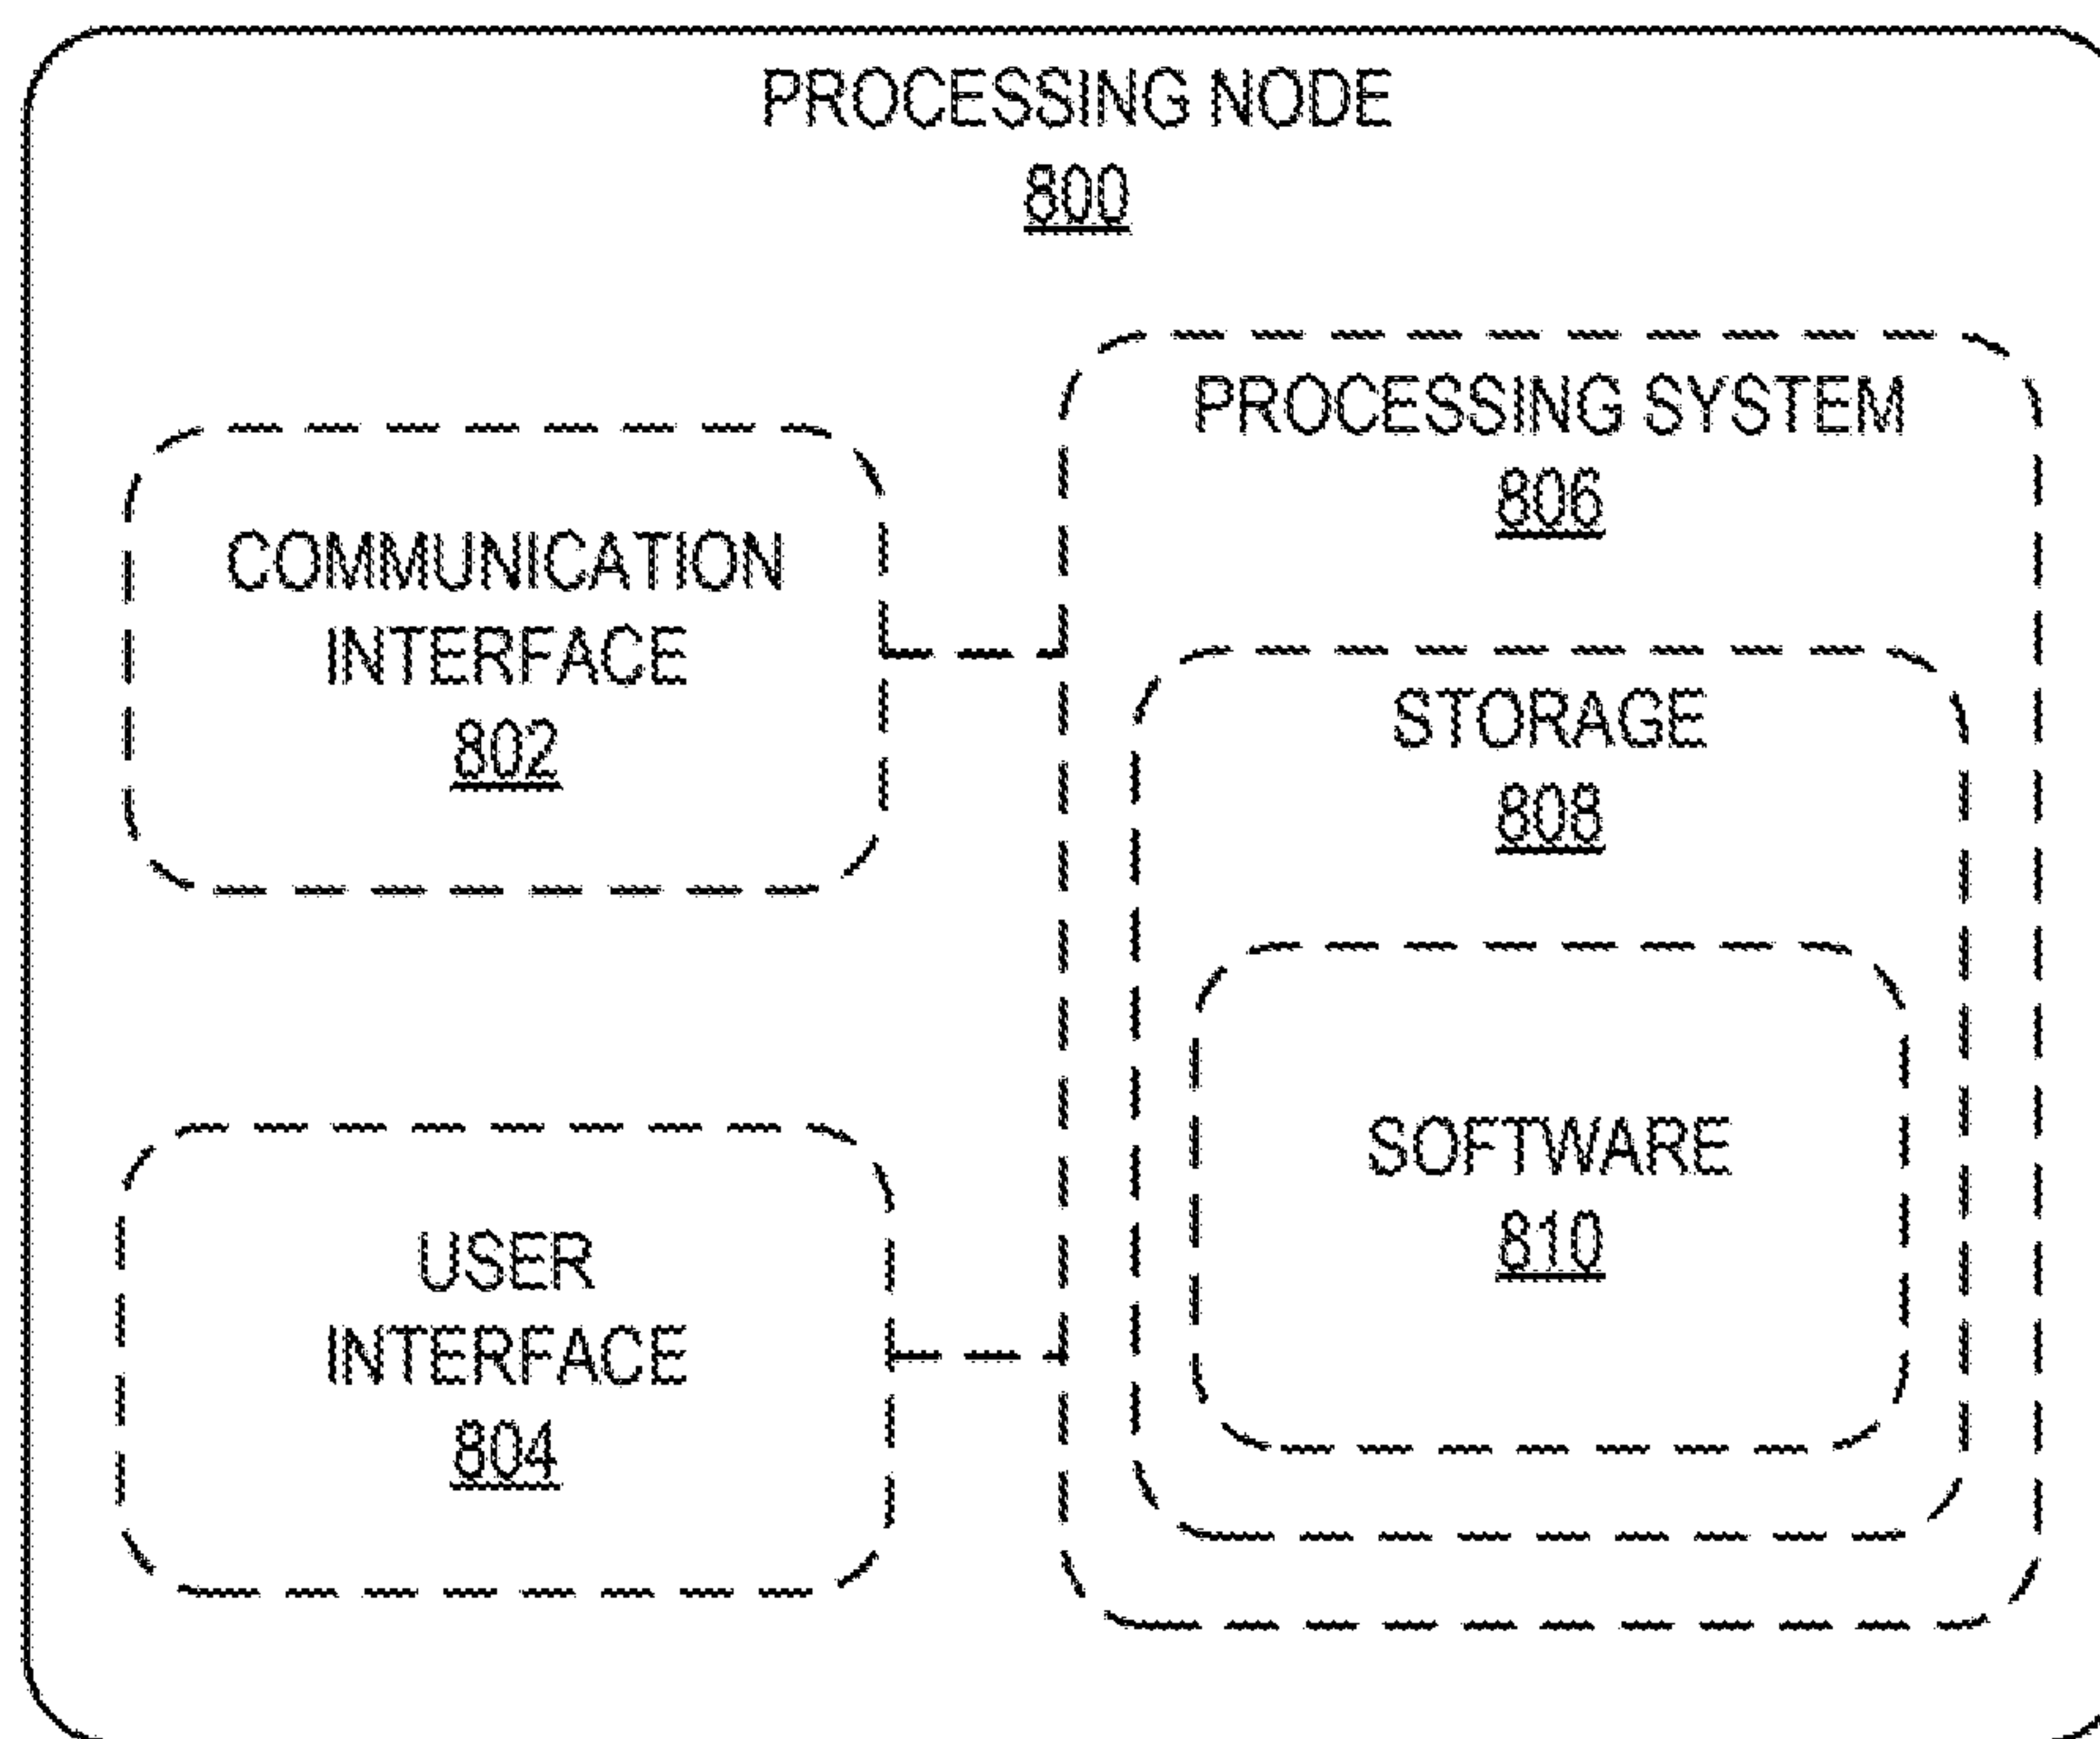 PROCESSING NODE
800
COMMUNICATION
INTERFACE
802
USER
INTERFACE
804
PROCESSING SYSTEM
806
STORAGE
808
SOFTWARE
810